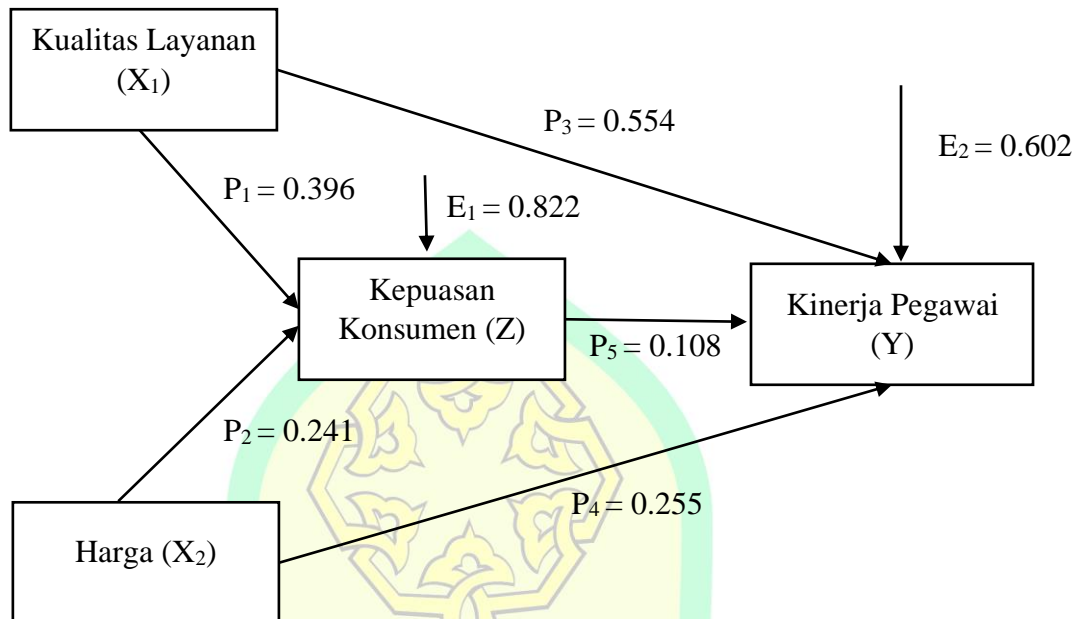 Kualitas Layanan
(X₁)
P₃ = 0.554
E₂ = 0.602
P₁ = 0.396
E₁ = 0.822
Kepuasan
Konsumen (Z)
Kinerja Pegawai
(Y)
P₅ = 0.108
P₂ = 0.241
P₄ = 0.255
Harga (X₂)